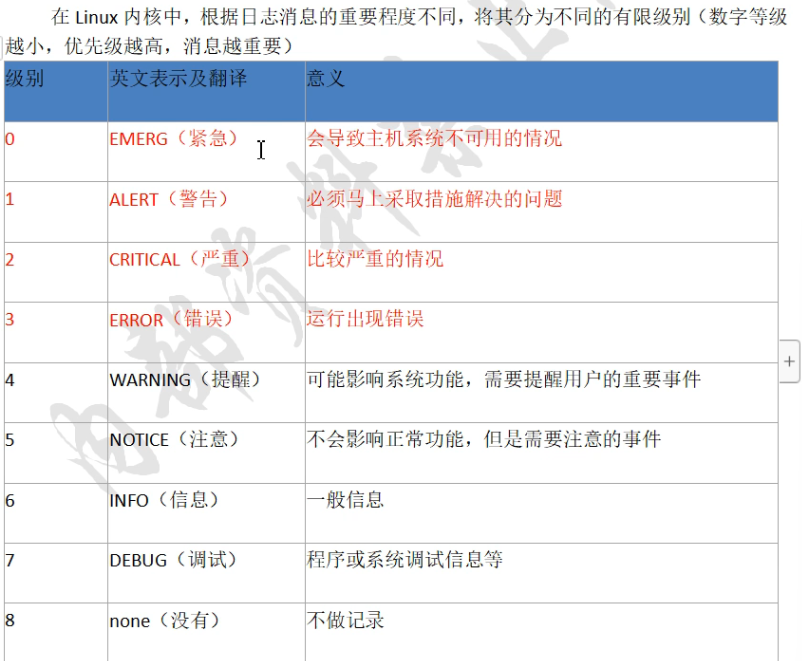 在 Linux 内核中，根据日志消息的重要程度不同，将其分为不同的有限级别（数字等级
越小，优先级越高，消息越重要）
级别 英文表示及翻译 意义
0 EMERG（紧急） 会导致主机系统不可用的情况
1 ALERT（警告） 必须马上采取措施解决的问题
2 CRITICAL（严重） 比较严重的情况
3 ERROR（错误） 运行出现错误
4 WARNING（提醒） 可能影响系统功能，需要提醒用户的重要事件
5 NOTICE（注意） 不会影响正常功能，但是需要注意的事件
6 INFO（信息） 一般信息
7 DEBUG（调试） 程序或系统调试信息等
8 none（没有） 不做记录
内部资料